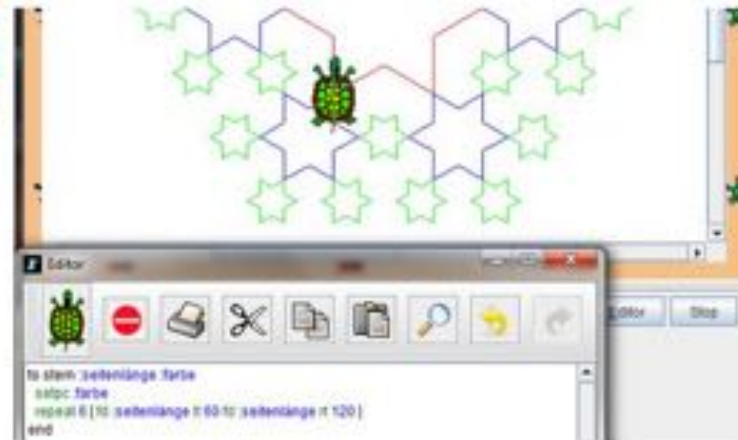 Editor
Editor Stop
to stern :seitenlänge :farbe
setpc :farbe
repeat 6 [ fd :seitenlänge lt 60 fd :seitenlänge rt 120 ]
end